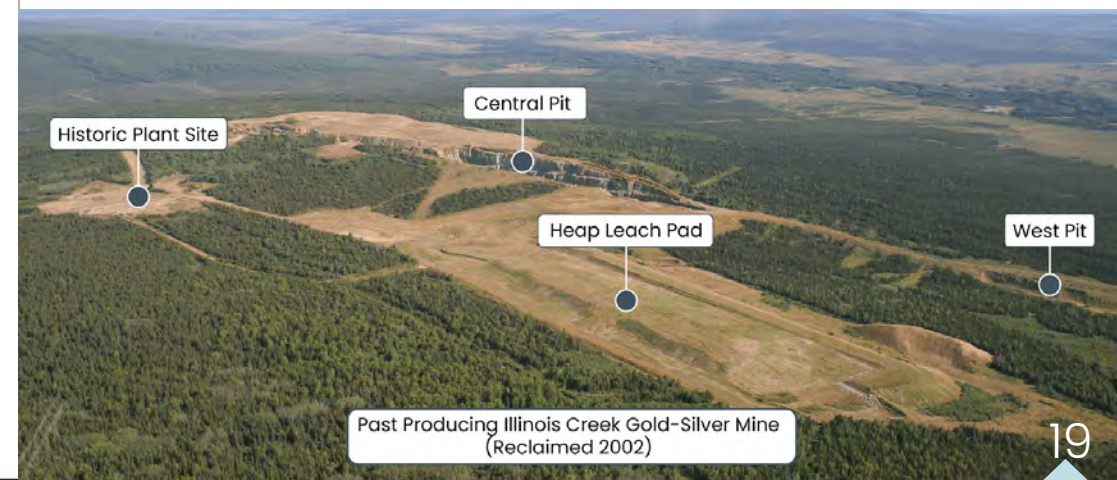 Central Pit
Historic Plant Site
Heap Leach Pad
West Pit
Past Producing Illinois Creek Gold-Silver Mine
(Reclaimed 2002)
19